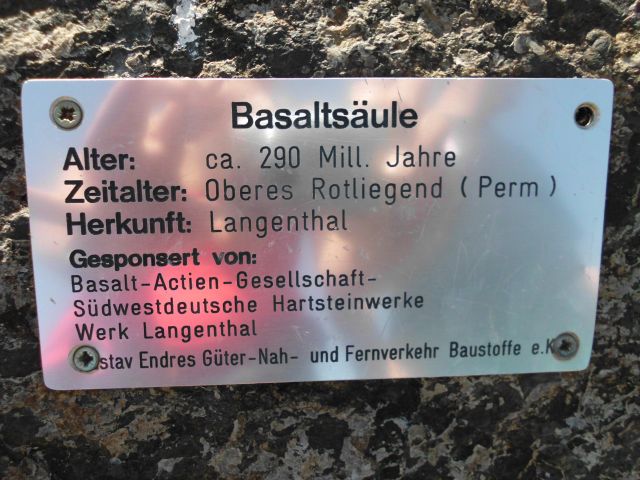 Basaltsäule
Alter: ca. 290 Mill. Jahre
Zeitalter: Oberes Rotliegend (Perm)
Herkunft: Langenthal
Gesponsert von:
Basalt-Actien-Gesellschaft-
Südwestdeutsche Hartsteinwerke
Werk Langenthal
stav Endres Güter-Nah- und Fernverkehr Baustoffe e.K